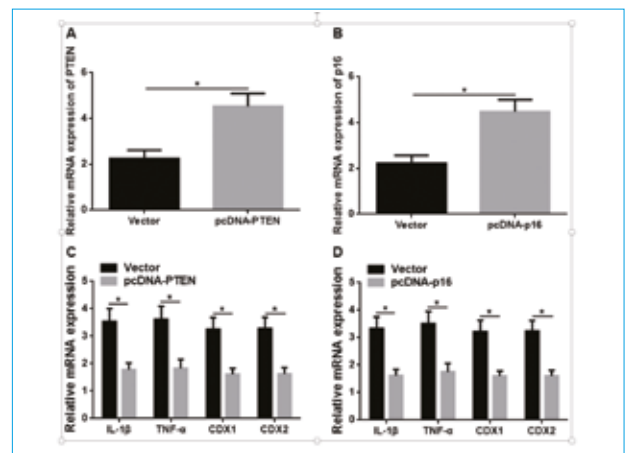 A
Relative mRNA expression of PTEN
6
4
2
0
*
Vector
pcDNA-PTEN
B
Relative mRNA expression of p16
6
4
2
0
*
Vector
pcDNA-p16
C
Relative mRNA expression
5
4
3
2
1
0
Vector
pcDNA-PTEN
* * * *
IL-1β TNF-α COX1 COX2
D
Relative mRNA expression
5
4
3
2
1
0
Vector
pcDNA-p16
* * * *
IL-1β TNF-α COX1 COX2